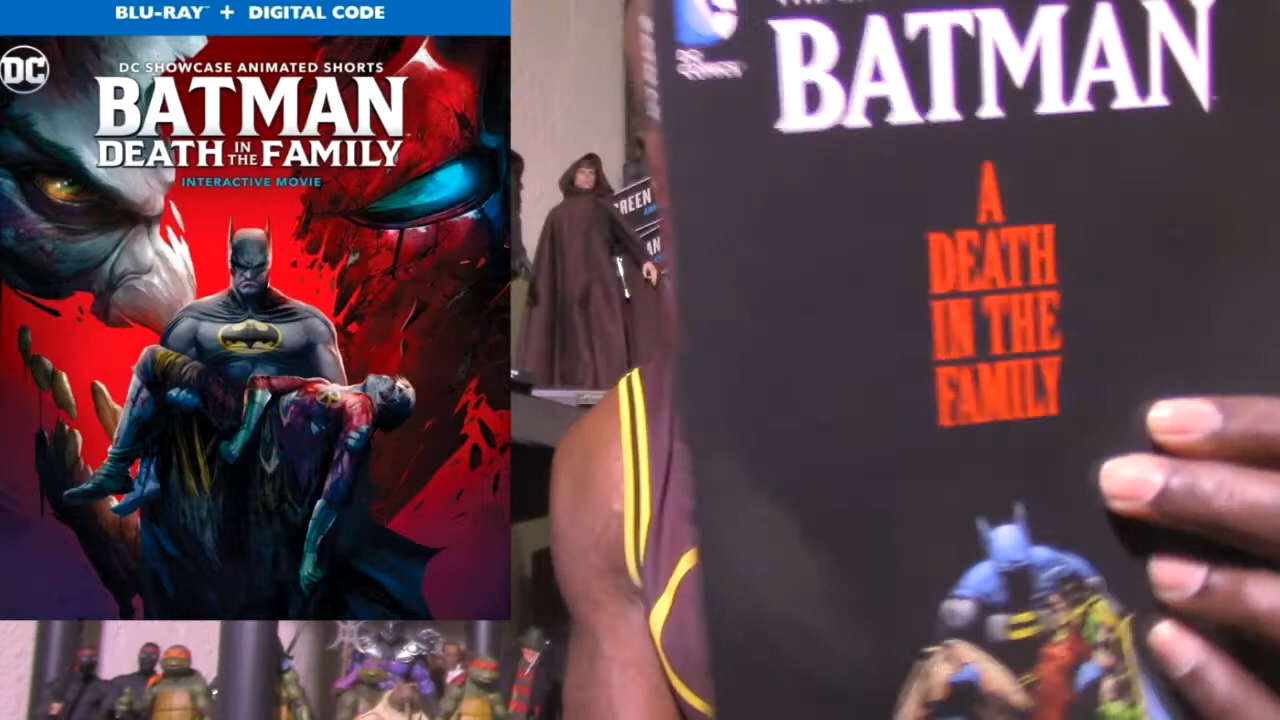 BLU-RAY™ + DIGITAL CODE
DC
DC SHOWCASE ANIMATED SHORTS
BATMAN
DEATH IN THE FAMILY
INTERACTIVE MOVIE
BATMAN
A
DEATH
IN THE
FAMILY